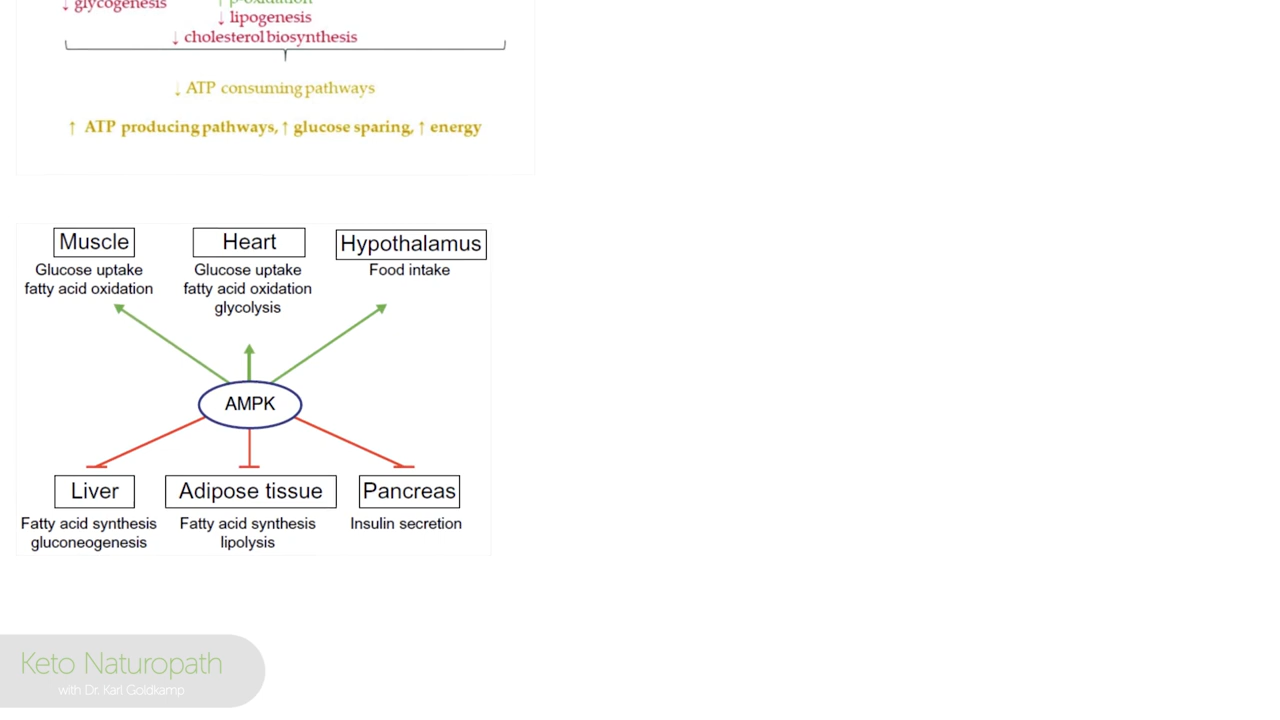 ↓ glycogenesis
↑ β-oxidation
↓ lipogenesis
↓ cholesterol biosynthesis
↓ ATP consuming pathways
↑ ATP producing pathways, ↑ glucose sparing, ↑ energy
Muscle
Glucose uptake
fatty acid oxidation
Heart
Glucose uptake
fatty acid oxidation
glycolysis
Hypothalamus
Food intake
AMPK
Liver
Fatty acid synthesis
gluconeogenesis
Adipose tissue
Fatty acid synthesis
lipolysis
Pancreas
Insulin secretion
Keto Naturopath
with Dr. Karl Goldkamp